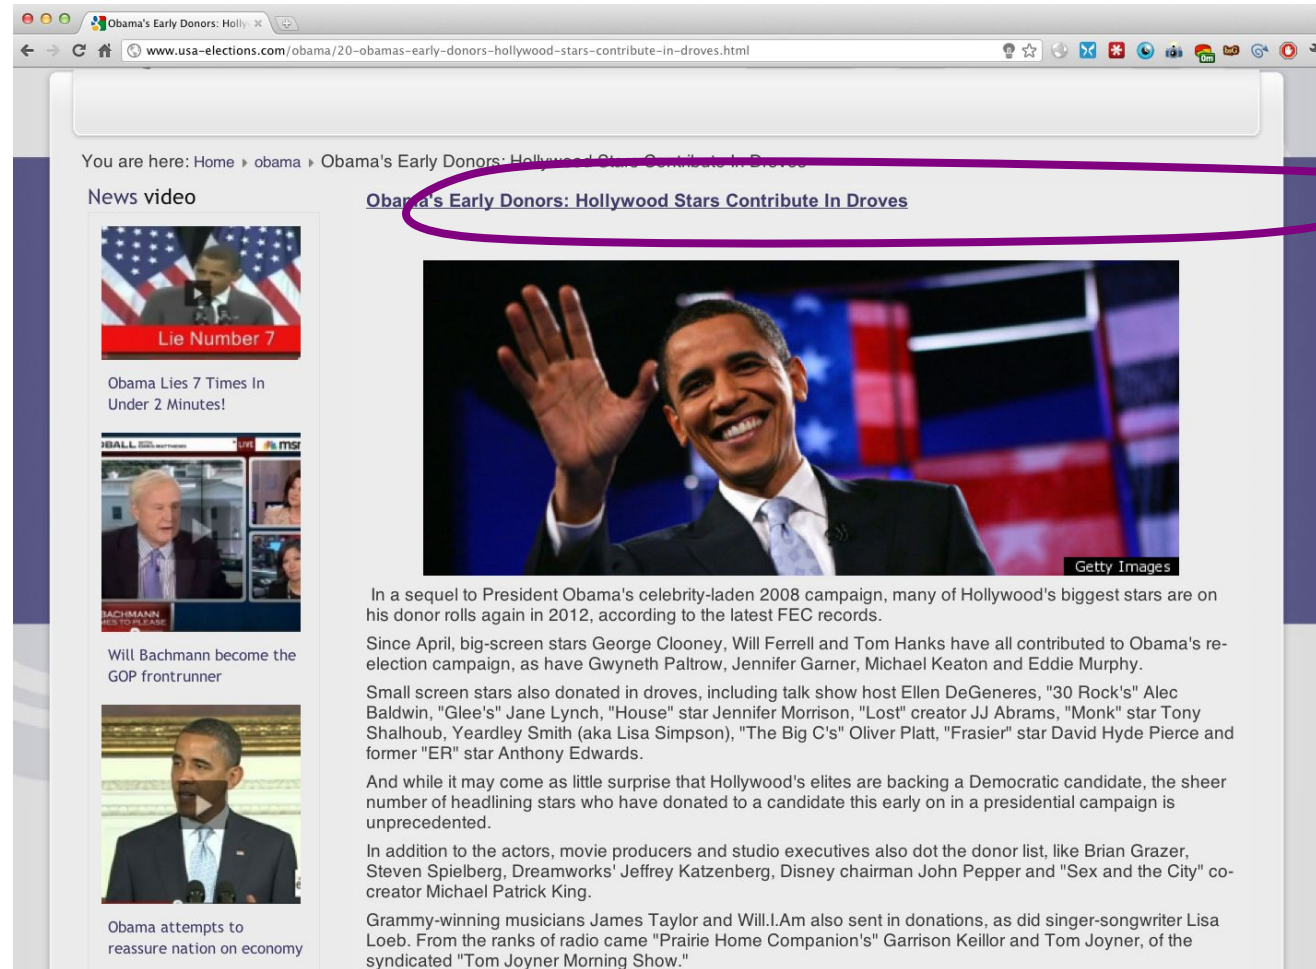 Obama's Early Donors: Holly
www.usa-elections.com/obama/20-obamas-early-donors-hollywood-stars-contribute-in-droves.html
0m
You are here: Home obama Obama's Early Donors: Hollywood Stars Contribute In Droves
News video
Obama's Early Donors: Hollywood Stars Contribute In Droves
Lie Number 7
Obama Lies 7 Times In
Under 2 Minutes!
LIVE
BACHMANN
Will Bachmann become the
GOP frontrunner
Obama attempts to
reassure nation on economy
Getty Images
In a sequel to President Obama's celebrity-laden 2008 campaign, many of Hollywood's biggest stars are on
his donor rolls again in 2012, according to the latest FEC records.
Since April, big-screen stars George Clooney, Will Ferrell and Tom Hanks have all contributed to Obama's re-
election campaign, as have Gwyneth Paltrow, Jennifer Garner, Michael Keaton and Eddie Murphy.
Small screen stars also donated in droves, including talk show host Ellen DeGeneres, "30 Rock's" Alec
Baldwin, "Glee's" Jane Lynch, "House" star Jennifer Morrison, "Lost" creator JJ Abrams, "Monk" star Tony
Shalhoub, Yeardley Smith (aka Lisa Simpson), "The Big C's" Oliver Platt, "Frasier" star David Hyde Pierce and
former "ER" star Anthony Edwards.
And while it may come as little surprise that Hollywood's elites are backing a Democratic candidate, the sheer
number of headlining stars who have donated to a candidate this early on in a presidential campaign is
unprecedented.
In addition to the actors, movie producers and studio executives also dot the donor list, like Brian Grazer,
Steven Spielberg, Dreamworks' Jeffrey Katzenberg, Disney chairman John Pepper and "Sex and the City" co-
creator Michael Patrick King.
Grammy-winning musicians James Taylor and Will.I.Am also sent in donations, as did singer-songwriter Lisa
Loeb. From the ranks of radio came "Prairie Home Companion's" Garrison Keillor and Tom Joyner, of the
syndicated "Tom Joyner Morning Show."